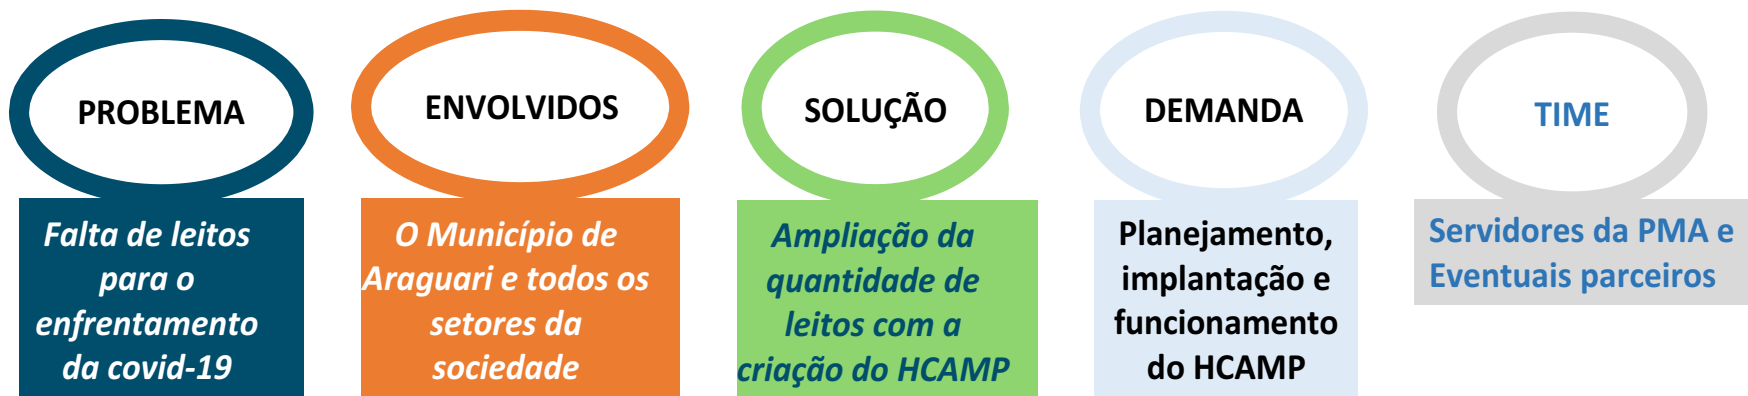 PROBLEMA
Falta de leitos
para o
enfrentamento
da covid-19
ENVOLVIDOS
O Município de
Araguari e todos os
setores da
sociedade
SOLUÇÃO
Ampliação da
quantidade de
leitos com a
criação do HCAMP
DEMANDA
Planejamento,
implantação e
funcionamento
do HCAMP
TIME
Servidores da PMA e
Eventuais parceiros